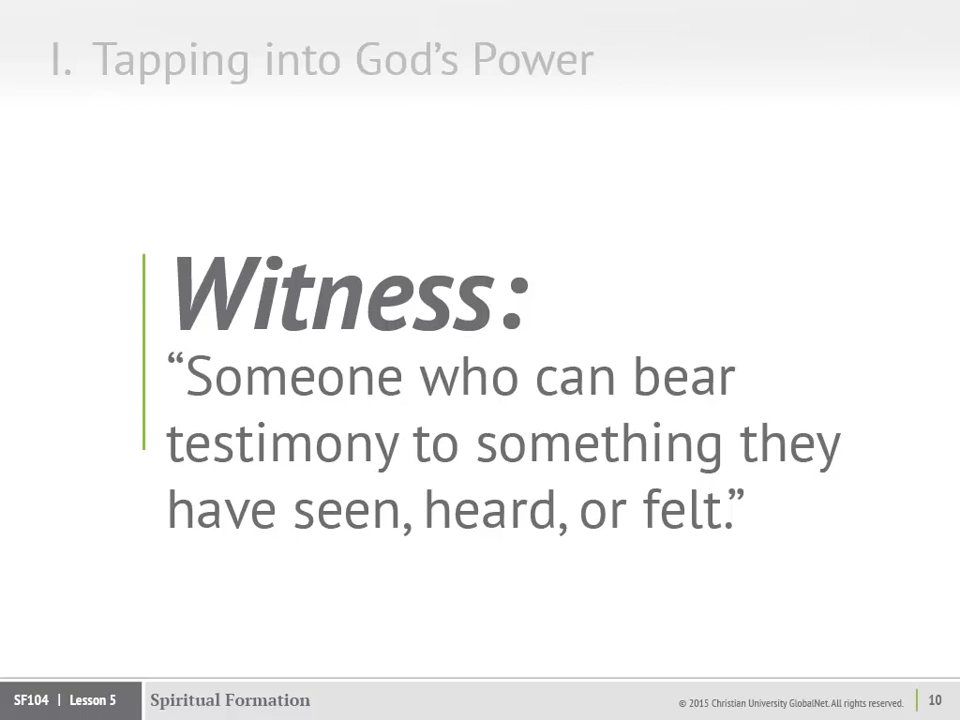 I. Tapping into God’s Power
Witness:
“Someone who can bear
testimony to something they
have seen, heard, or felt.”
SF104 | Lesson 5 Spiritual Formation © 2015 Christian University GlobalNet. All rights reserved. 10